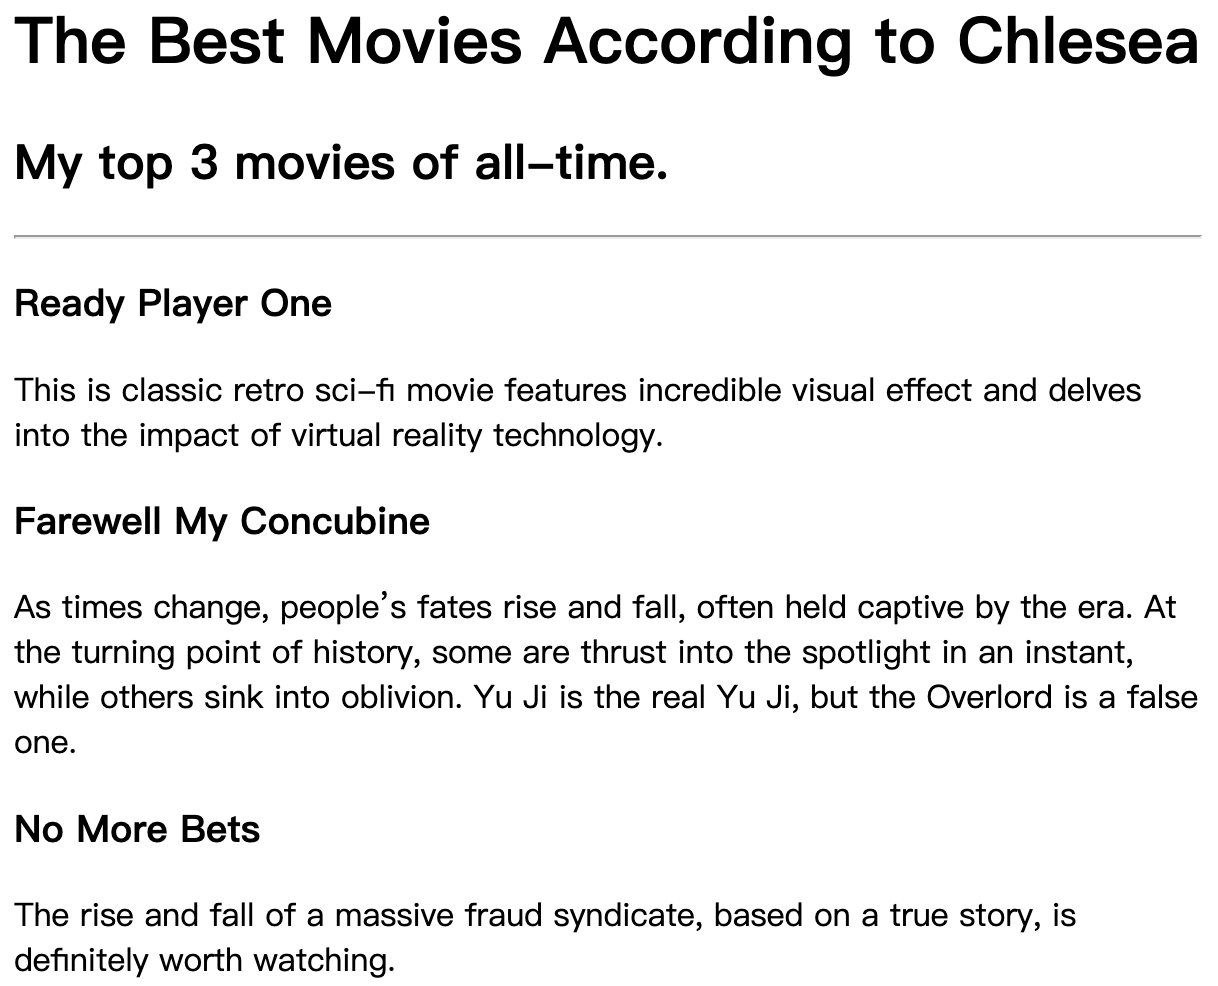 The Best Movies According to Chlesea
My top 3 movies of all-time.
Ready Player One
This is classic retro sci-fi movie features incredible visual effect and delves
into the impact of virtual reality technology.
Farewell My Concubine
As times change, people’s fates rise and fall, often held captive by the era. At
the turning point of history, some are thrust into the spotlight in an instant,
while others sink into oblivion. Yu Ji is the real Yu Ji, but the Overlord is a false
one.
No More Bets
The rise and fall of a massive fraud syndicate, based on a true story, is
definitely worth watching.